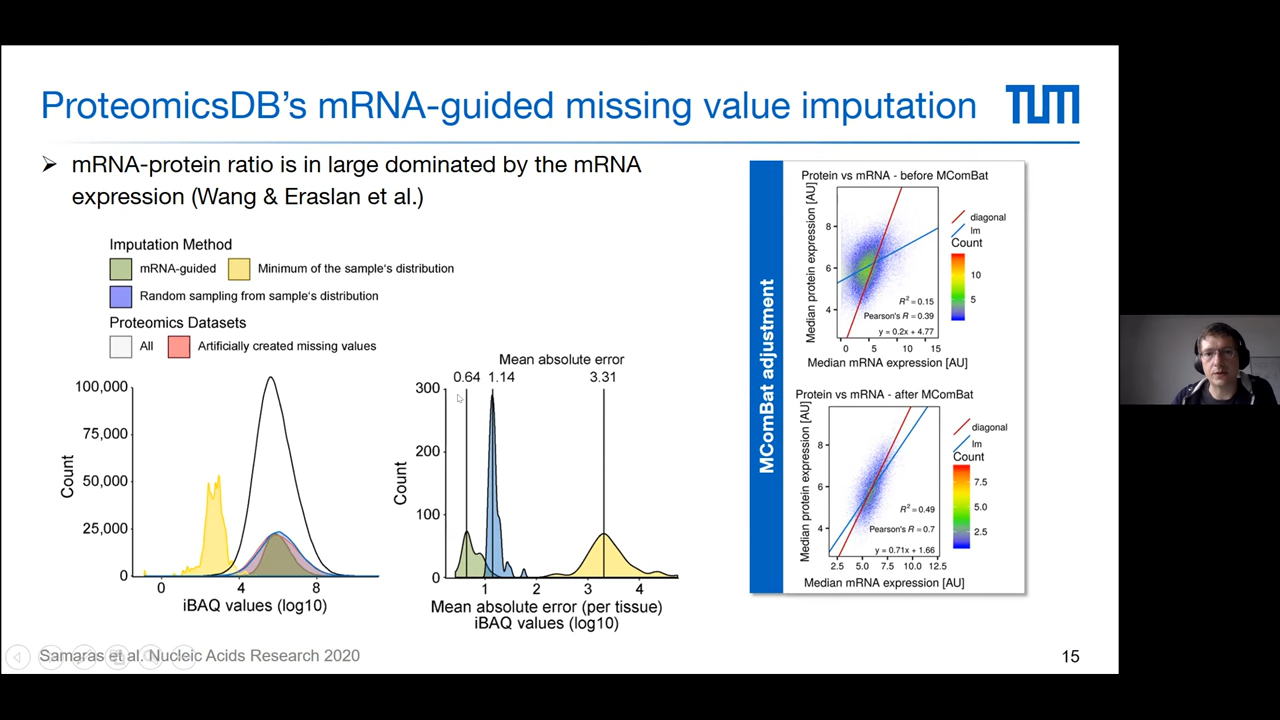 ProteomicsDB's mRNA-guided missing value imputation
TUM
mRNA-protein ratio is in large dominated by the mRNA
expression (Wang & Eraslan et al.)
Imputation Method
mRNA-guided
Minimum of the sample's distribution
Random sampling from sample's distribution
Proteomics Datasets
All
Artificially created missing values
100,000
75,000
50,000
25,000
0
Count
0 4 8
iBAQ values (log10)
Mean absolute error
0.64 1.14 3.31
300
200
100
0
Count
1 2 3 4
Mean absolute error (per tissue)
iBAQ values (log10)
MComBat adjustment
Protein vs mRNA - before MComBat
Median protein expression [AU]
8
6
4
diagonal
lm
Count
10
5
R² = 0.15
Pearson's R = 0.39
y = 0.2x + 4.77
0 5 10 15
Median mRNA expression [AU]
Protein vs mRNA - after MComBat
Median protein expression [AU]
8
6
4
diagonal
lm
Count
7.5
5.0
2.5
R² = 0.49
Pearson's R = 0.7
y = 0.71x + 1.66
2.5 5.0 7.5 10.0 12.5
Median mRNA expression [AU]
Samaras et al. Nucleic Acids Research 2020
15